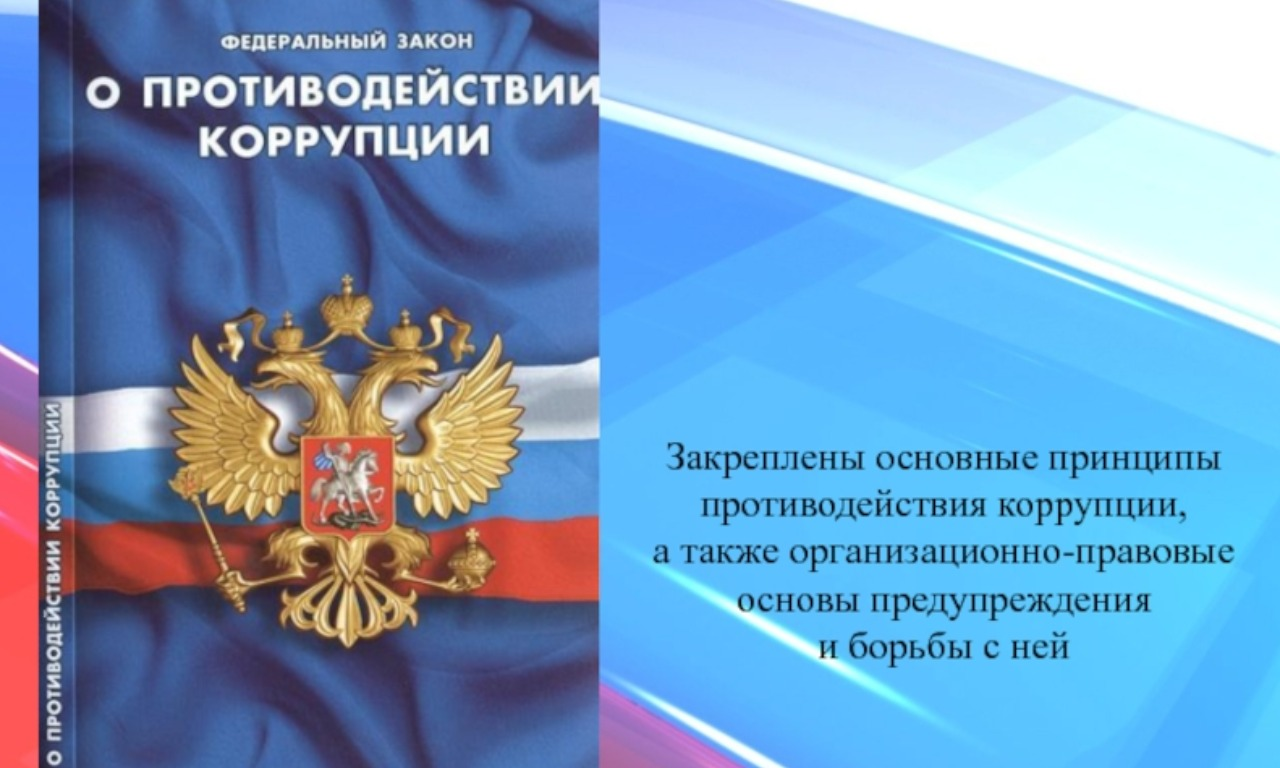 ФЕДЕРАЛЬНЫЙ ЗАКОН
О ПРОТИВОДЕЙСТВИИ
КОРРУПЦИИ
О ПРОТИВОДЕЙСТВИИ КОРРУПЦИИ
Закреплены основные принципы
противодействия коррупции,
а также организационно-правовые
основы предупреждения
и борьбы с ней